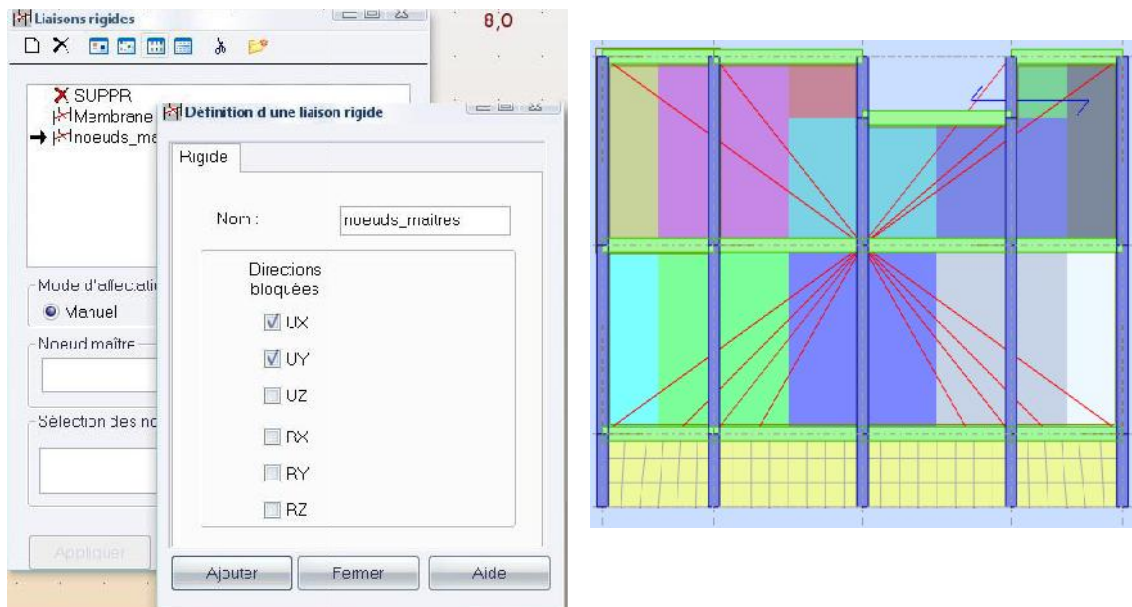 Liaisons rigides
8,0
SUPPR
Membrane
noeuds_ma
Définition d une liaison rigide
Rigide
Nom :
noeuds_maitres
Directions
bloquées
UX
UY
UZ
RX
RY
RZ
Mode d'affectati
Manuel
Noeud maître
Sélection des no
Appliquer
Ajouter
Fermer
Aide